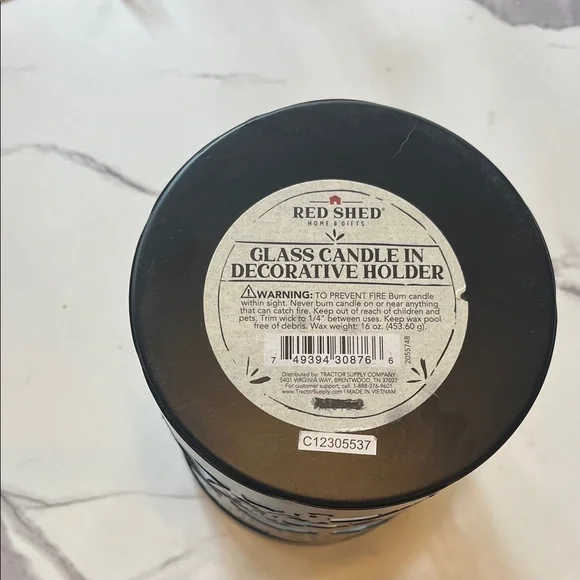 RED SHED®
HOME & GIFTS
GLASS CANDLE IN
DECORATIVE HOLDER
WARNING: TO PREVENT FIRE Burn candle
within sight. Never burn candle on or near anything
that can catch fire. Keep out of reach of children and
pets. Trim wick to 1/4" between uses. Keep wax pool
free of debris. Wax weight: 16 oz. (453.60 g)
7 49394 30876 6
2055748
Distributed by: TRACTOR SUPPLY COMPANY
5401 VIRGINIA WAY, BRENTWOOD, TN 37027
For customer support, call: 1-888-376-9601
www.TractorSupply.com | MADE IN VIETNAM
C12305537